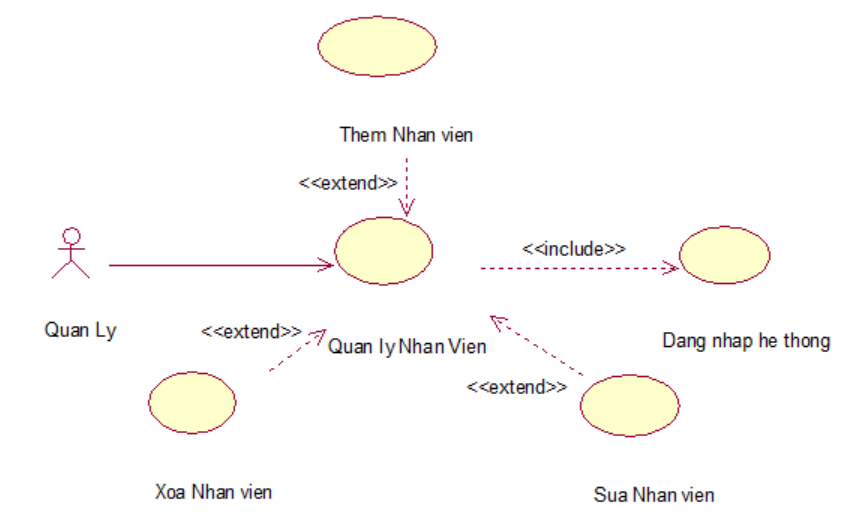 Them Nhan vien
<<extend>>
<<include>>
Quan Ly
<<extend>>
Quan ly Nhan Vien
Dang nhap he thong
<<extend>>
Xoa Nhan vien
Sua Nhan vien